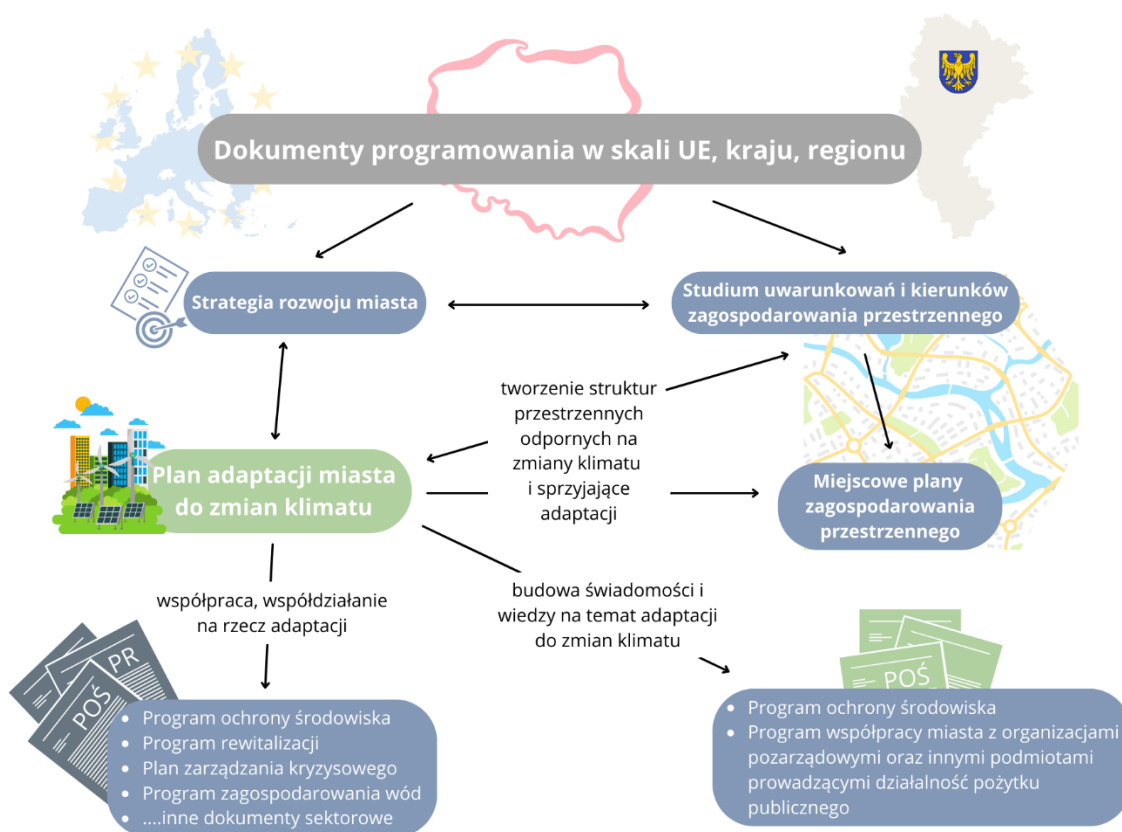 Dokumenty programowania w skali UE, kraju, regionu
Strategia rozwoju miasta
Studium uwarunkowań i kierunków
zagospodarowania przestrzennego
tworzenie struktur
przestrzennych
odpornych na
zmiany klimatu
i sprzyjające
adaptacji
Plan adaptacji miasta
do zmian klimatu
Miejscowe plany
zagospodarowania
przestrzennego
współpraca, współdziałanie
na rzecz adaptacji
budowa świadomości i
wiedzy na temat adaptacji
do zmian klimatu
PR
POŚ
POŚ
• Program ochrony środowiska
• Program rewitalizacji
• Plan zarządzania kryzysowego
• Program zagospodarowania wód
• ....inne dokumenty sektorowe
• Program ochrony środowiska
• Program współpracy miasta z organizacjami
pozarządowymi oraz innymi podmiotami
prowadzącymi działalność pożytku
publicznego